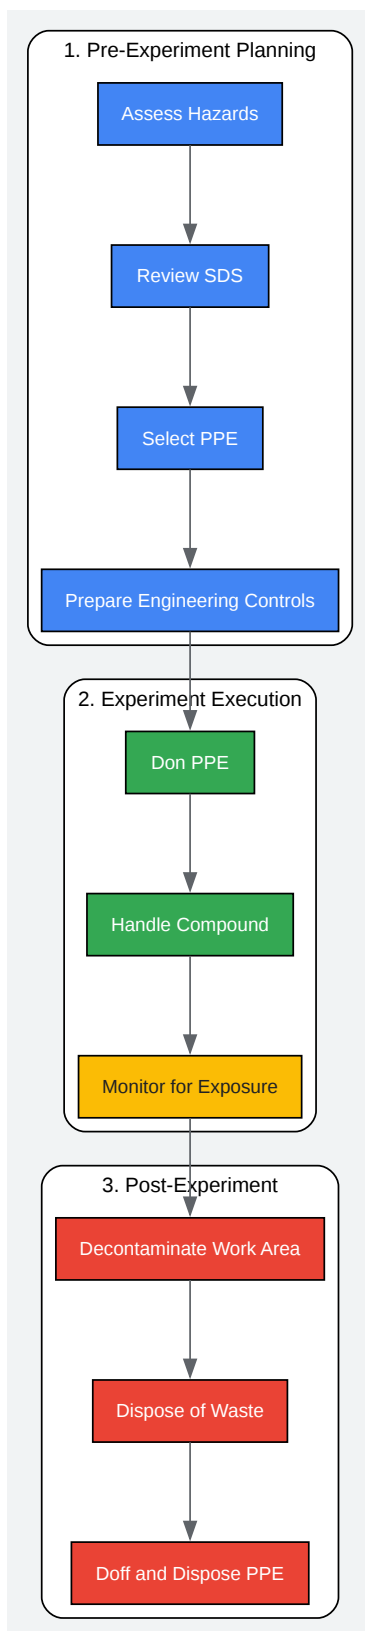 1. Pre-Experiment Planning
Assess Hazards
Review SDS
Select PPE
Prepare Engineering Controls
2. Experiment Execution
Don PPE
Handle Compound
Monitor for Exposure
3. Post-Experiment
Decontaminate Work Area
Dispose of Waste
Doff and Dispose PPE